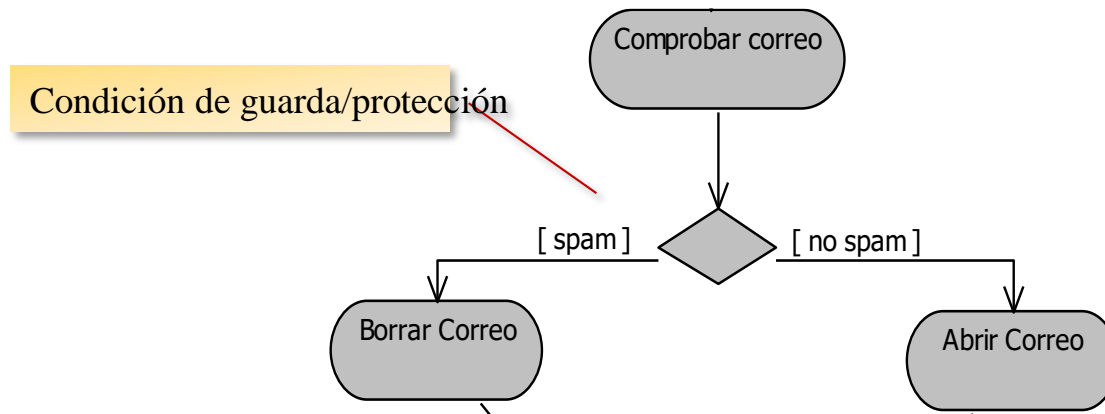 Comprobar correo
Condición de guarda/protección
[ spam ]
[ no spam ]
Borrar Correo
Abrir Correo